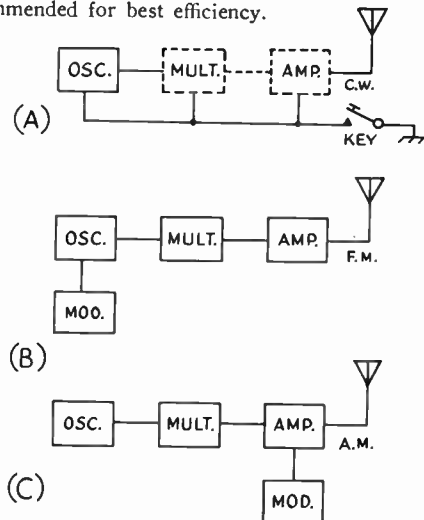 mmended for best efficiency.
OSC. MULT. AMP. C.W.
(A)
KEY
OSC. MULT. AMP. F.M.
MOD.
(B)
OSC. MULT. AMP. A.M.
MOD.
(C)